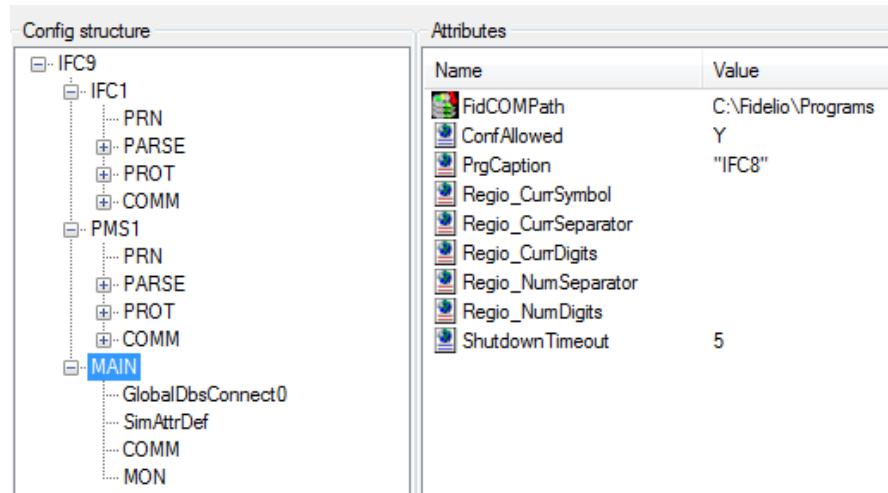 Config structure
IFC9
IFC1
PRN
PARSE
PROT
COMM
PMS1
PRN
PARSE
PROT
COMM
MAIN
GlobalDbsConnect0
SimAttrDef
COMM
MON
Attributes
Name Value
FidCOMPath C:\Fidelio\Programs
ConfAllowed Y
PrgCaption "IFC8"
Regio_CurrSymbol
Regio_CurrSeparator
Regio_CurrDigits
Regio_NumSeparator
Regio_NumDigits
ShutdownTimeout 5